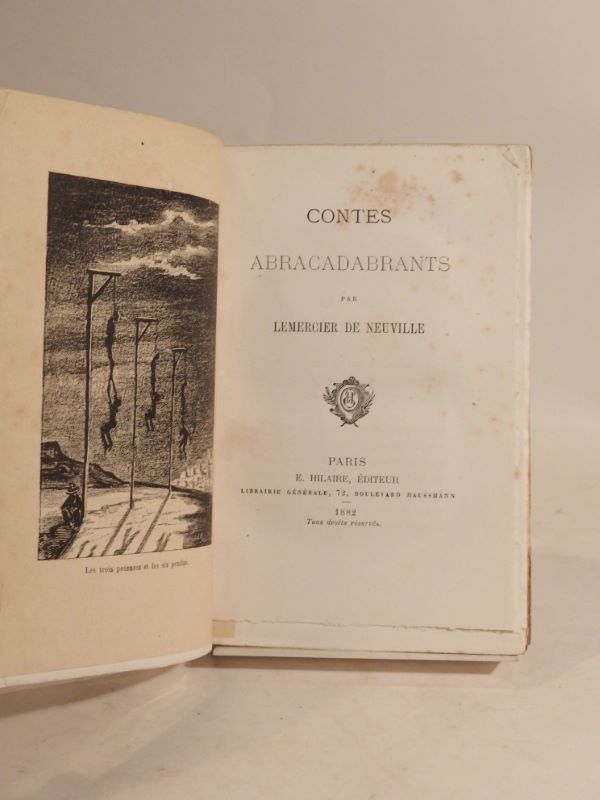 Les trois potences et les six pendus.
CONTES
ABRACADABRANTS
PAR
LEMERCIER DE NEUVILLE
PARIS
E. HILAIRE, ÉDITEUR
LIBRAIRIE GÉNÉRALE, 72, BOULEVARD HAUSSMANN
1882
Tous droits réservés.